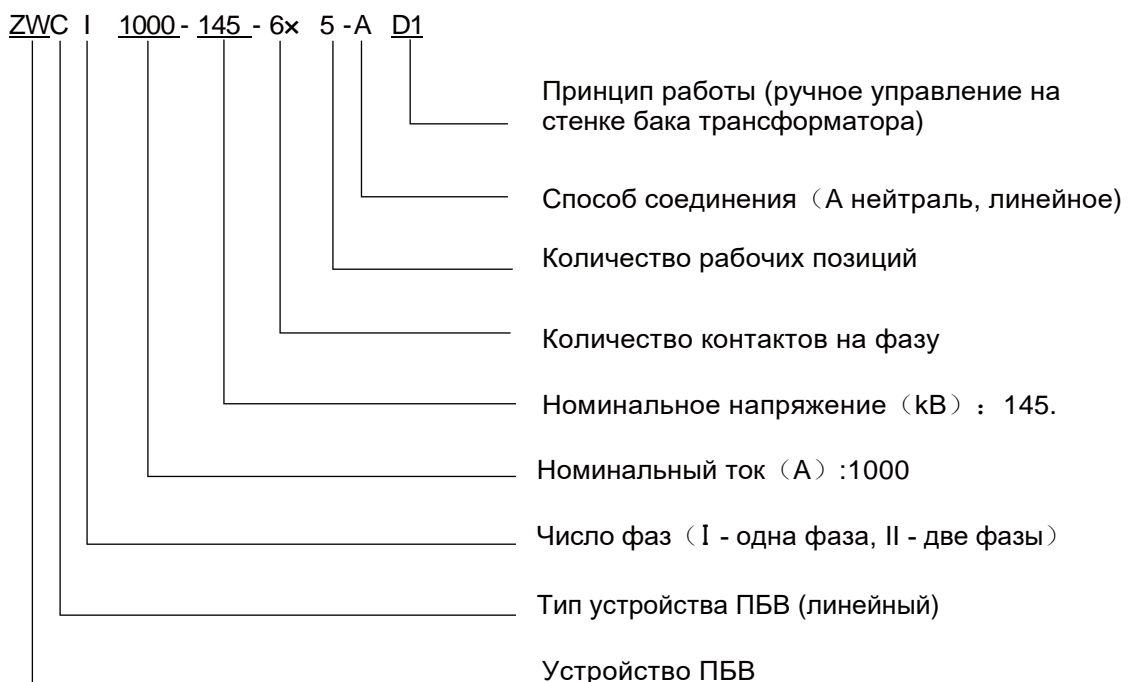 ZWC I 1000 - 145 - 6× 5 -A D1
Принцип работы (ручное управление на
стенке бака трансформатора)
Способ соединения（А нейтраль, линейное)
Количество рабочих позиций
Количество контактов на фазу
Номинальное напряжение（kВ）：145.
Номинальный ток（А）:1000
Число фаз（I - одна фаза, II - две фазы）
Тип устройства ПБВ (линейный)
Устройство ПБВ